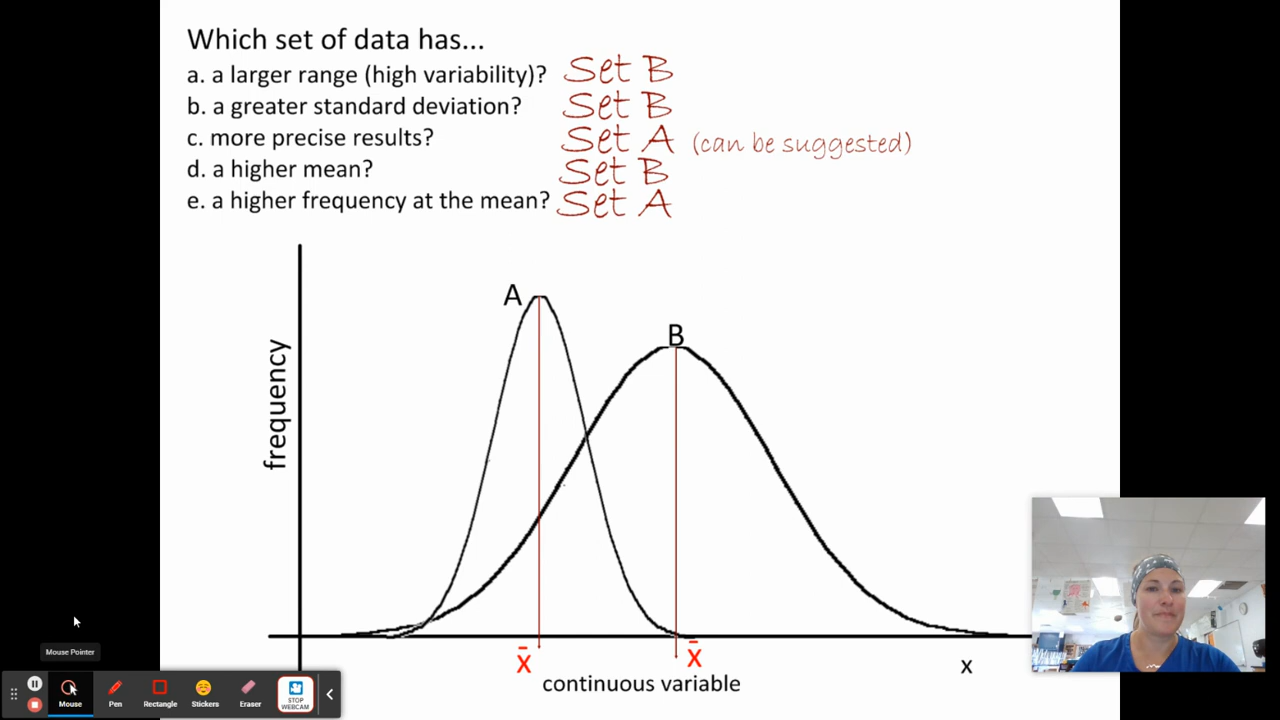 Which set of data has...
a. a larger range (high variability)? Set B
b. a greater standard deviation? Set B
c. more precise results? Set A (can be suggested)
d. a higher mean? Set B
e. a higher frequency at the mean? Set A
A
B
frequency
x̄ x̄
x
continuous variable
Mouse Pointer
Mouse Pen Rectangle Stickers Eraser STOP WEBCAM